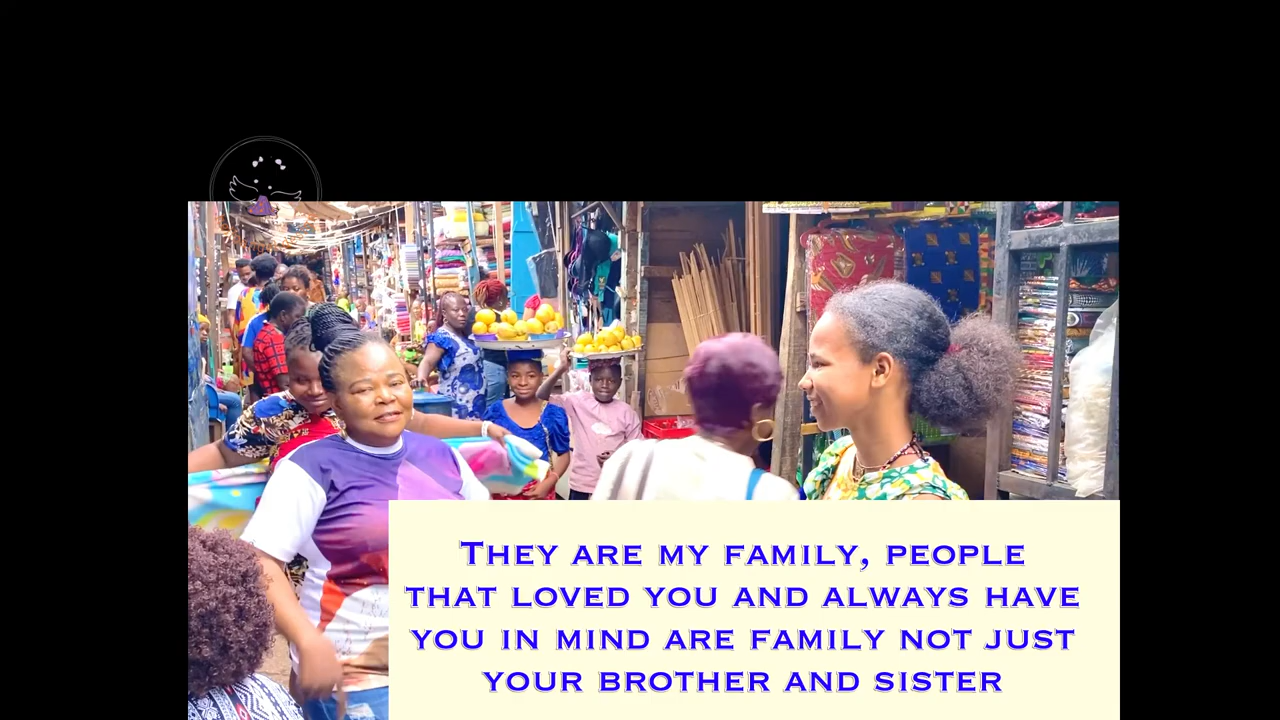 They are my family, people
that loved you and always have
you in mind are family not just
your brother and sister